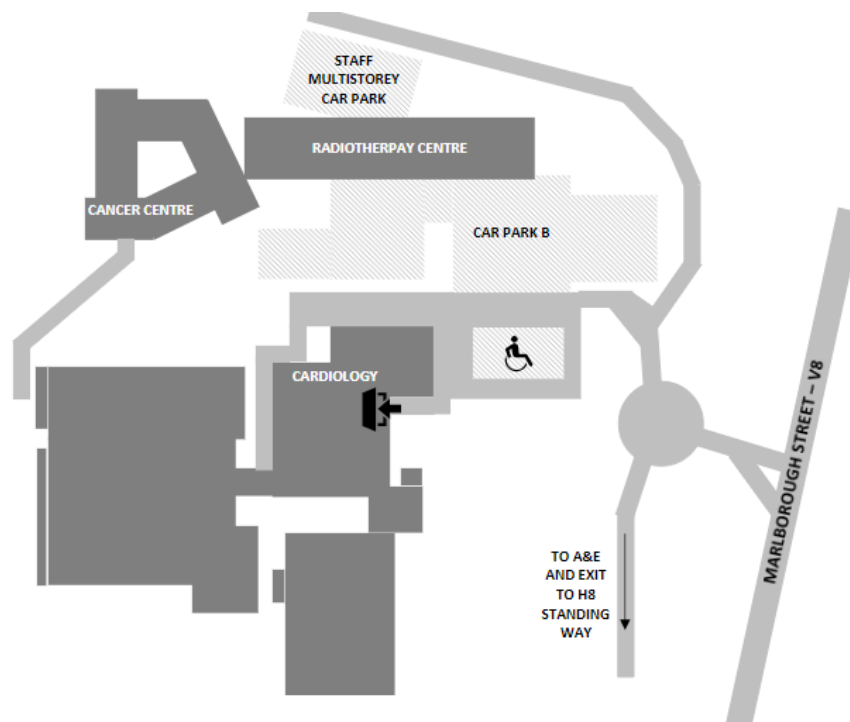 STAFF
MULTISTOREY
CAR PARK
RADIOTHERPAY CENTRE
CANCER CENTRE
CAR PARK B
CARDIOLOGY
MARLBOROUGH STREET – V8
TO A&E
AND EXIT
TO H8
STANDING
WAY